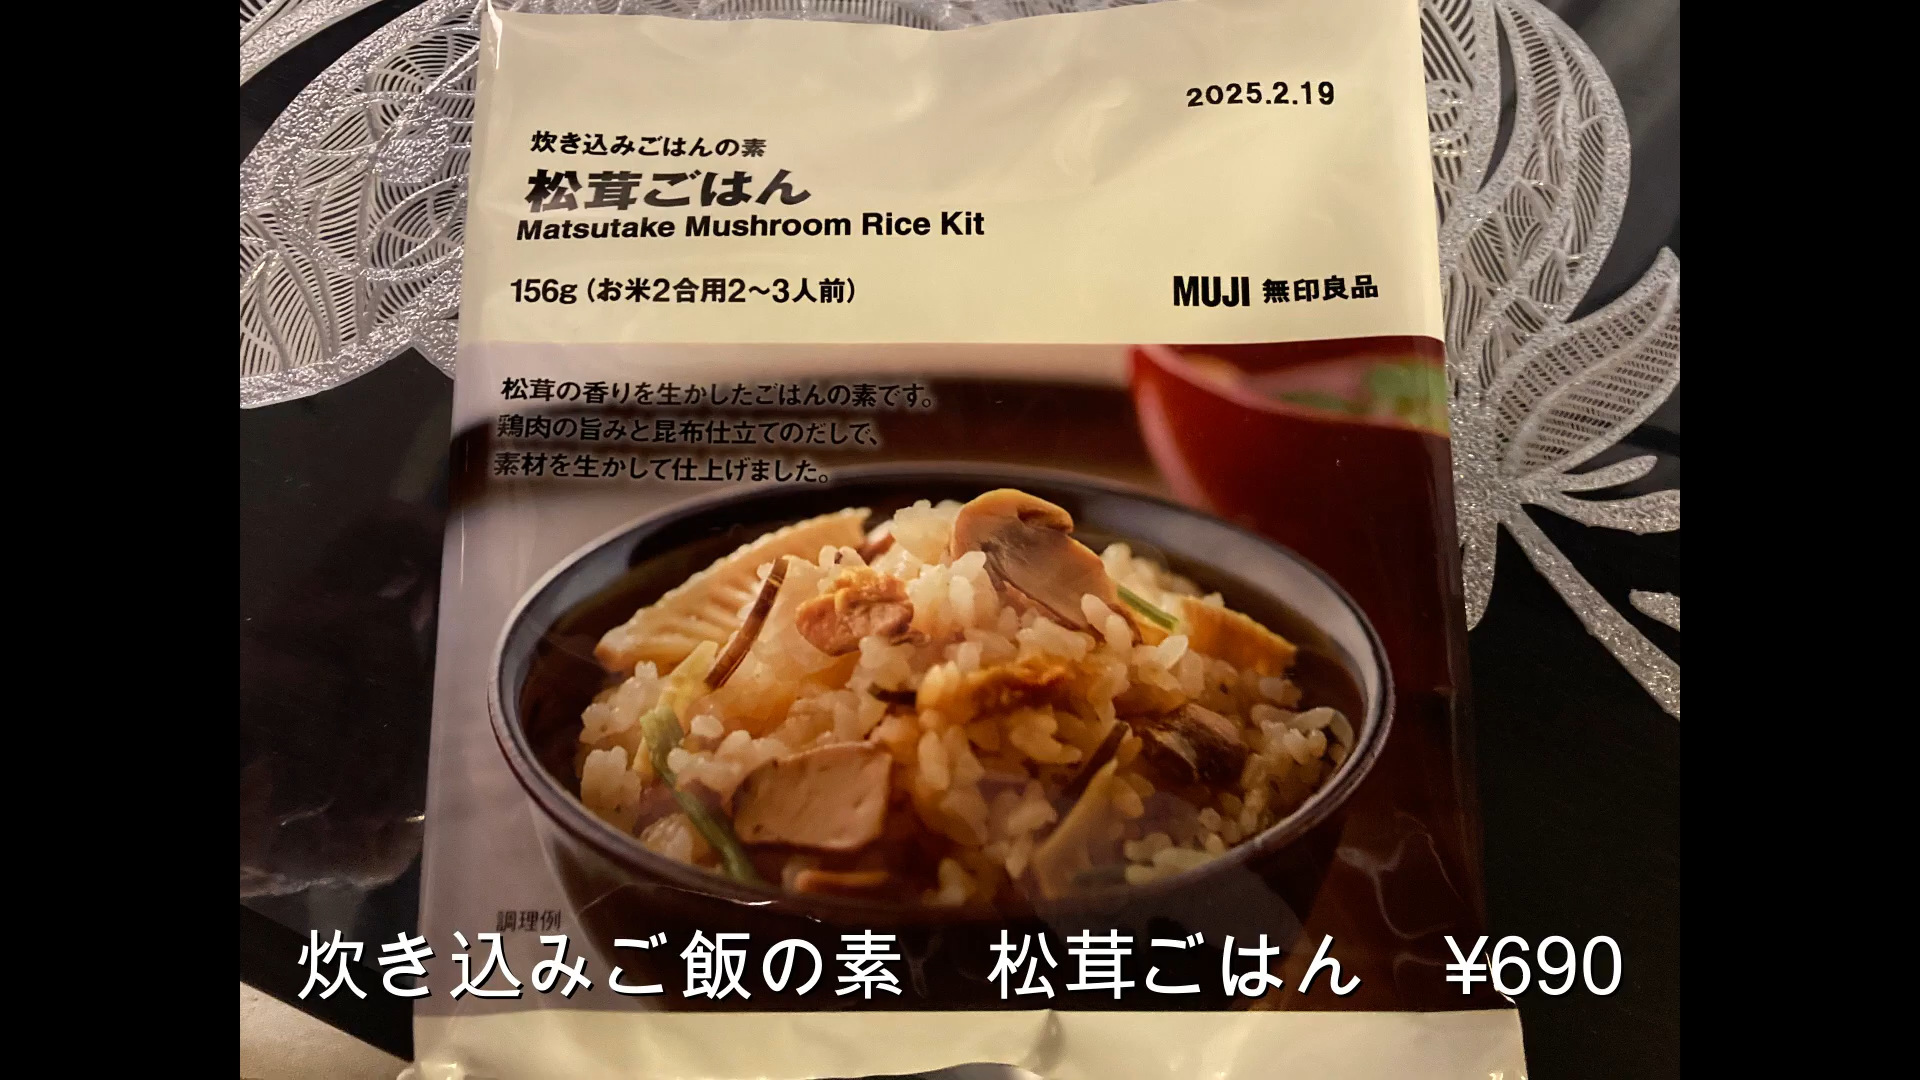 2025.2.19
炊き込みごはんの素
松茸ごはん
Matsutake Mushroom Rice Kit
156g（お米2合用2〜3人前）
MUJI 無印良品
松茸の香りを生かしたごはんの素です。
鶏肉の旨みと昆布仕立てのだしで、
素材を生かして仕上げました。
調理例
炊き込みご飯の素　松茸ごはん　¥690